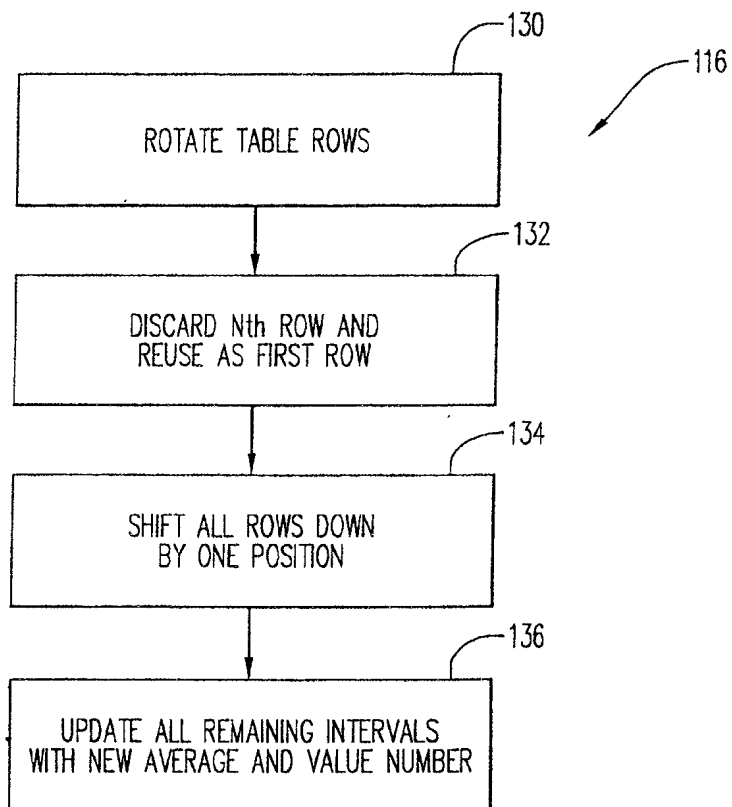 130
116
ROTATE TABLE ROWS
132
DISCARD Nth ROW AND
REUSE AS FIRST ROW
134
SHIFT ALL ROWS DOWN
BY ONE POSITION
136
UPDATE ALL REMAINING INTERVALS
WITH NEW AVERAGE AND VALUE NUMBER